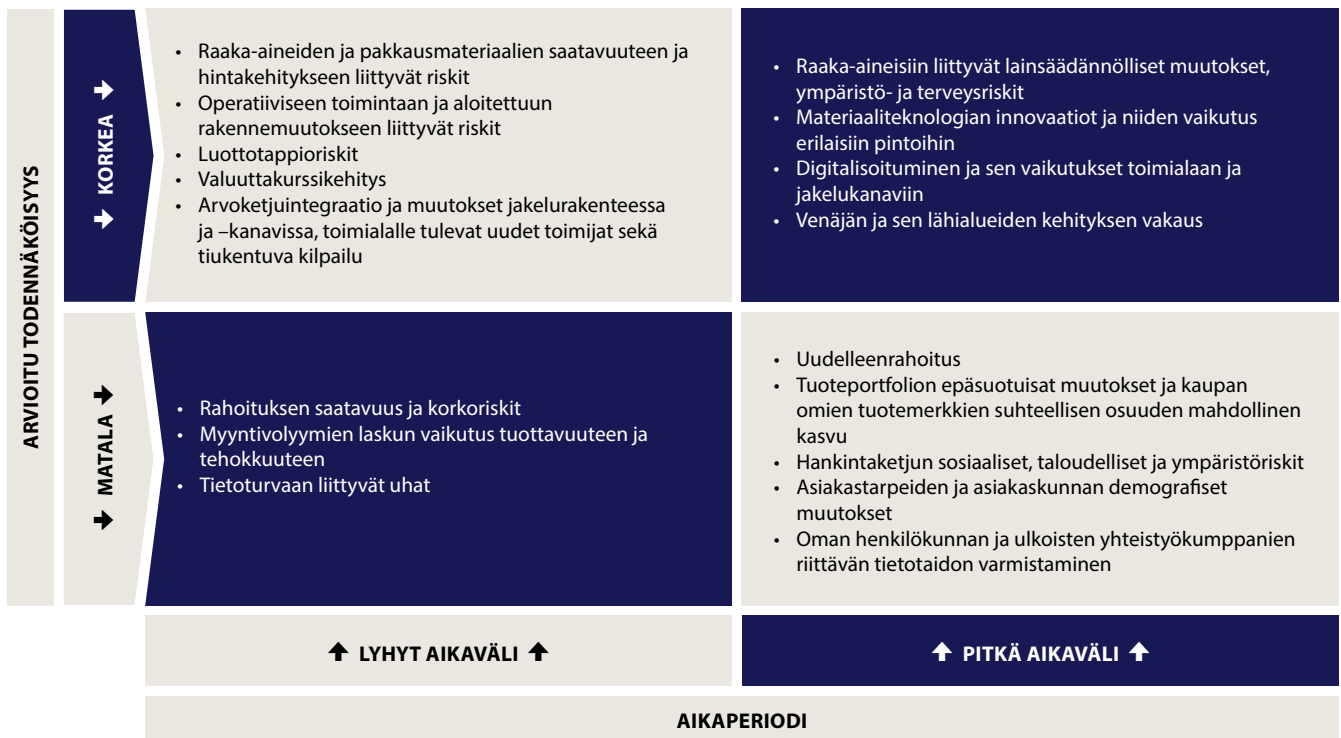 ARVIOITU TODENNÄKÖISYYS
KORKEA
• Raaka-aineiden ja pakkausmateriaalien saatavuuteen ja
hintakehitykseen liittyvät riskit
• Operatiiviseen toimintaan ja aloitettuun
rakennemuutokseen liittyvät riskit
• Luottotappioriskit
• Valuuttakurssikehitys
• Arvoketjuintegraatio ja muutokset jakelurakenteessa
ja –kanavissa, toimialalle tulevat uudet toimijat sekä
tiukentuva kilpailu
• Raaka-aineisiin liittyvät lainsäädännölliset muutokset,
ympäristö- ja terveysriskit
• Materiaaliteknologian innovaatiot ja niiden vaikutus
erilaisiin pintoihin
• Digitalisoituminen ja sen vaikutukset toimialaan ja
jakelukanaviin
• Venäjän ja sen lähialueiden kehityksen vakaus
MATALA
• Rahoituksen saatavuus ja korkoriskit
• Myyntivolyymien laskun vaikutus tuottavuuteen ja
tehokkuuteen
• Tietoturvaan liittyvät uhat
• Uudelleenrahoitus
• Tuoteportfolion epäsuotuisat muutokset ja kaupan
omien tuotemerkkien suhteellisen osuuden mahdollinen
kasvu
• Hankintaketjun sosiaaliset, taloudelliset ja ympäristöriskit
• Asiakastarpeiden ja asiakaskunnan demografiset
muutokset
• Oman henkilökunnan ja ulkoisten yhteistyökumppanien
riittävän tietotaidon varmistaminen
LYHYT AIKAVÄLI
PITKÄ AIKAVÄLI
AIKAPERIODI